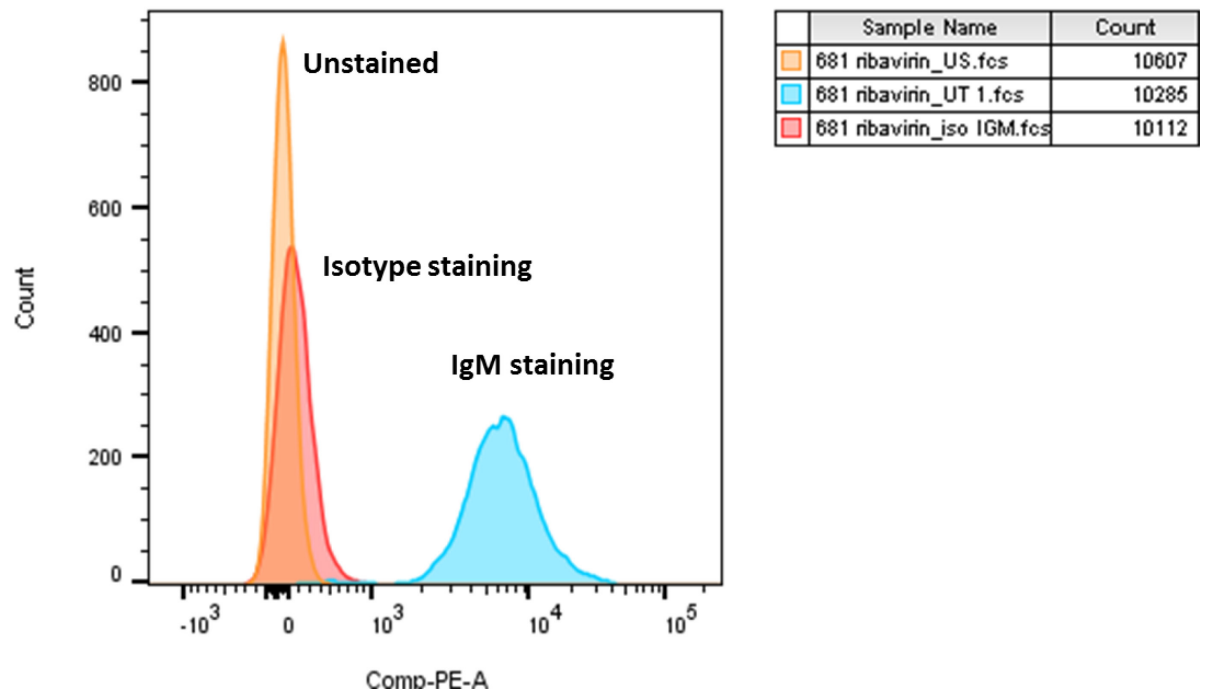 Unstained
Isotype staining
IgM staining
Count
800
600
400
200
0
-10³
0
10³
10⁴
10⁵
Comp-PE-A
Sample Name Count
681 ribavirin_US.fcs 10607
681 ribavirin_UT 1.fcs 10285
681 ribavirin_iso IGM.fcs 10112